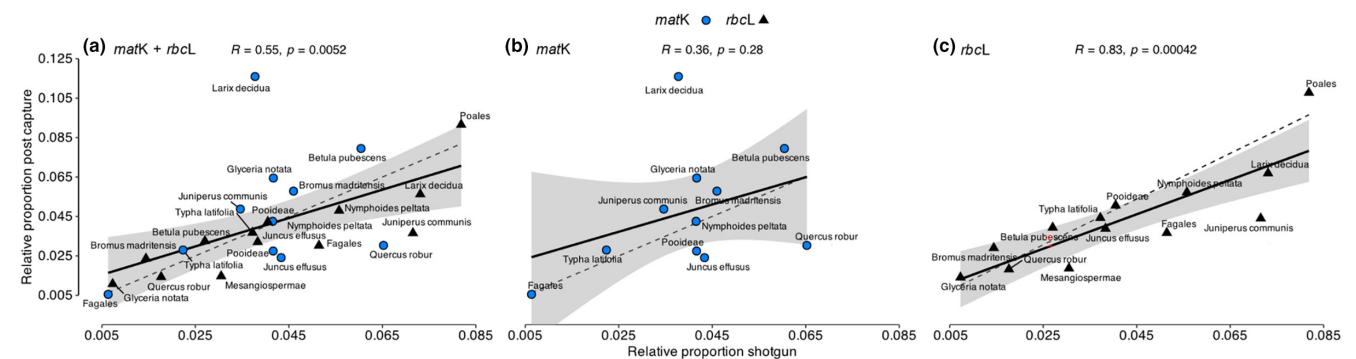 matK rbcL
(a) matK + rbcL R = 0.55, p = 0.0052
(b) matK R = 0.36, p = 0.28
(c) rbcL R = 0.83, p = 0.00042
Relative proportion post capture
0.125
0.105
0.085
0.065
0.045
0.025
0.005
Larix decidua
Poales
Betula pubescens
Glyceria notata
Bromus madritensis
Larix decidua
Juniperus communis
Typha latifolia
Pooideae
Nymphoides peltata
Juniperus communis
Nymphoides peltata
Betula pubescens
Juncus effusus
Fagales
Bromus madritensis
Pooideae
Quercus robur
Typha latifolia
Juncus effusus
Quercus robur
Mesangiospermae
Glyceria notata
Fagales
0.005 0.025 0.045 0.065 0.085
Larix decidua
Betula pubescens
Glyceria notata
Juniperus communis
Bromus madritensis
Nymphoides peltata
Quercus robur
Pooideae
Typha latifolia
Juncus effusus
Fagales
0.005 0.025 0.045 0.065 0.085
Relative proportion shotgun
Poales
Larix decidua
Nymphoides peltata
Pooideae
Typha latifolia
Fagales
Juniperus communis
Betula pubescens
Juncus effusus
Bromus madritensis
Quercus robur
Mesangiospermae
Glyceria notata
0.005 0.025 0.045 0.065 0.085